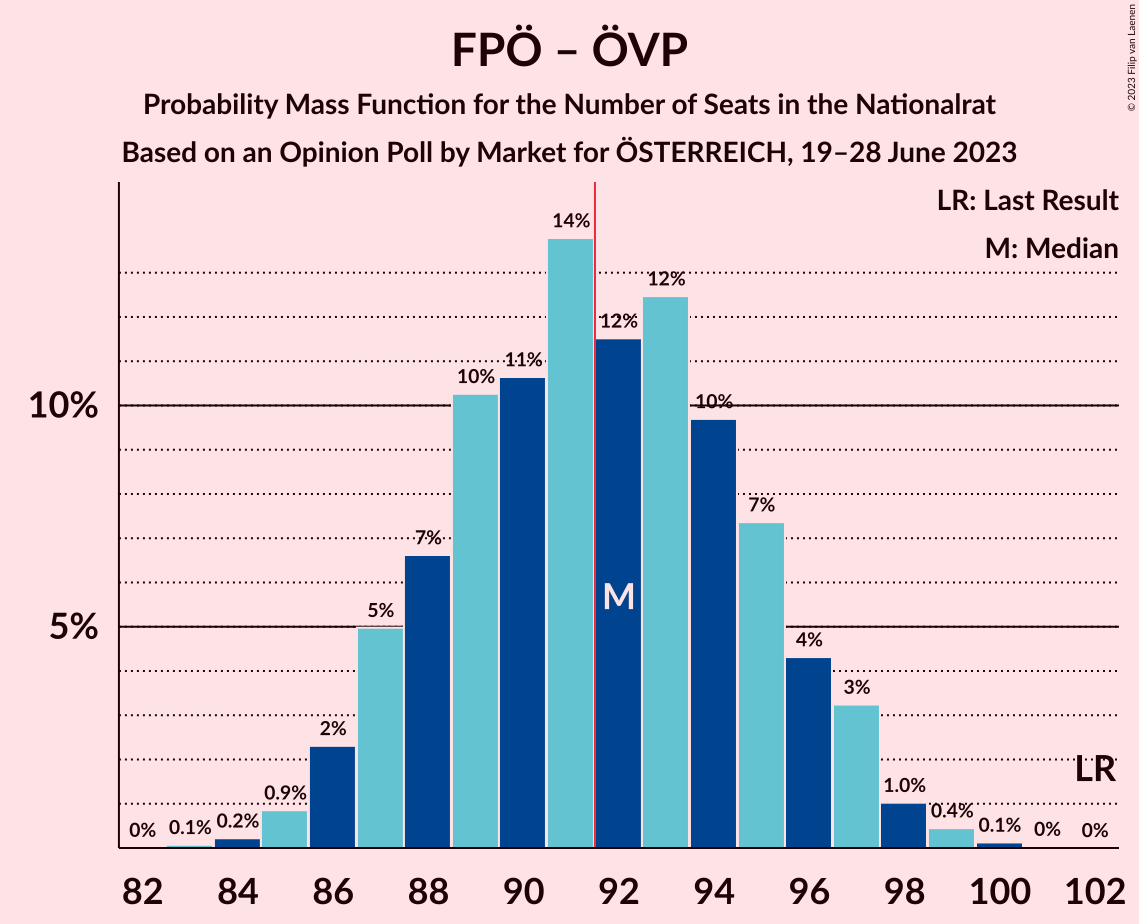 FPÖ – ÖVP
Probability Mass Function for the Number of Seats in the Nationalrat
Based on an Opinion Poll by Market for ÖSTERREICH, 19–28 June 2023
© 2023 Filip van Laenen
LR: Last Result
M: Median
14%
12%
12%
11%
10%
10%
10%
7%
7%
M
5%
5%
4%
3%
2%
LR
0.9%
1.0%
0% 0.1% 0.2% 0.4% 0.1% 0% 0%
82 84 86 88 90 92 94 96 98 100 102